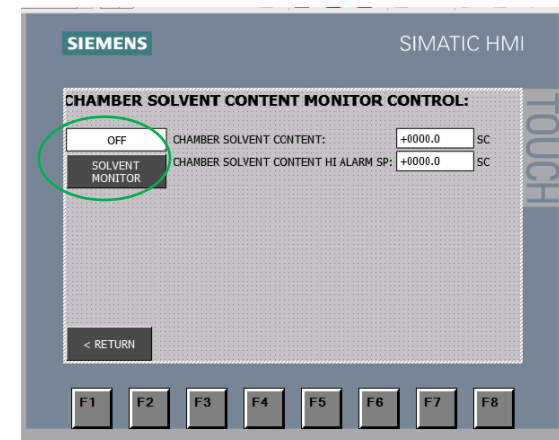 SIEMENS
SIMATIC HMI
TOUCH
CHAMBER SOLVENT CONTENT MONITOR CONTROL:
OFF CHAMBER SOLVENT CONTENT: +0000.0 SC
SOLVENT MONITOR CHAMBER SOLVENT CONTENT HI ALARM SP: +0000.0 SC
< RETURN
F1 F2 F3 F4 F5 F6 F7 F8